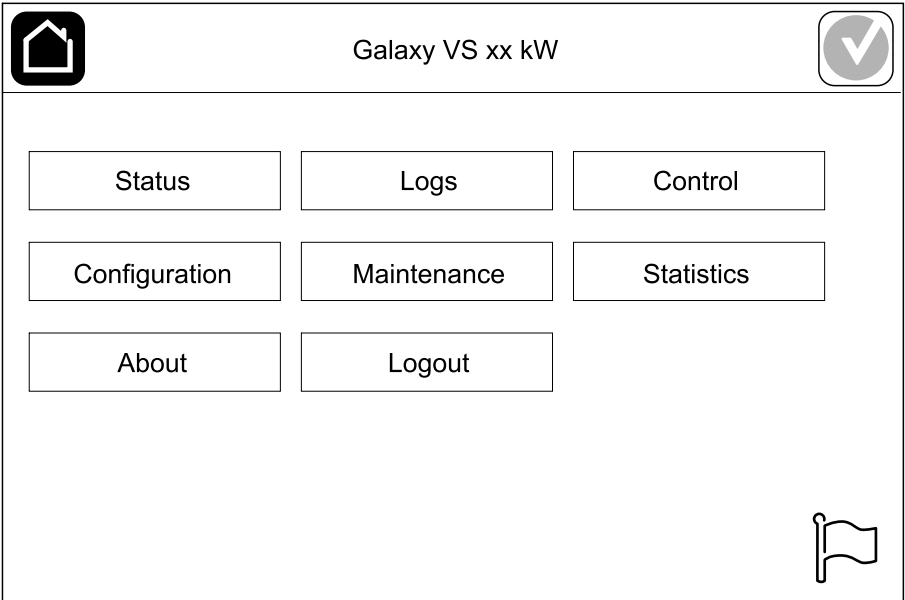 Galaxy VS xx kW
Status
Logs
Control
Configuration
Maintenance
Statistics
About
Logout